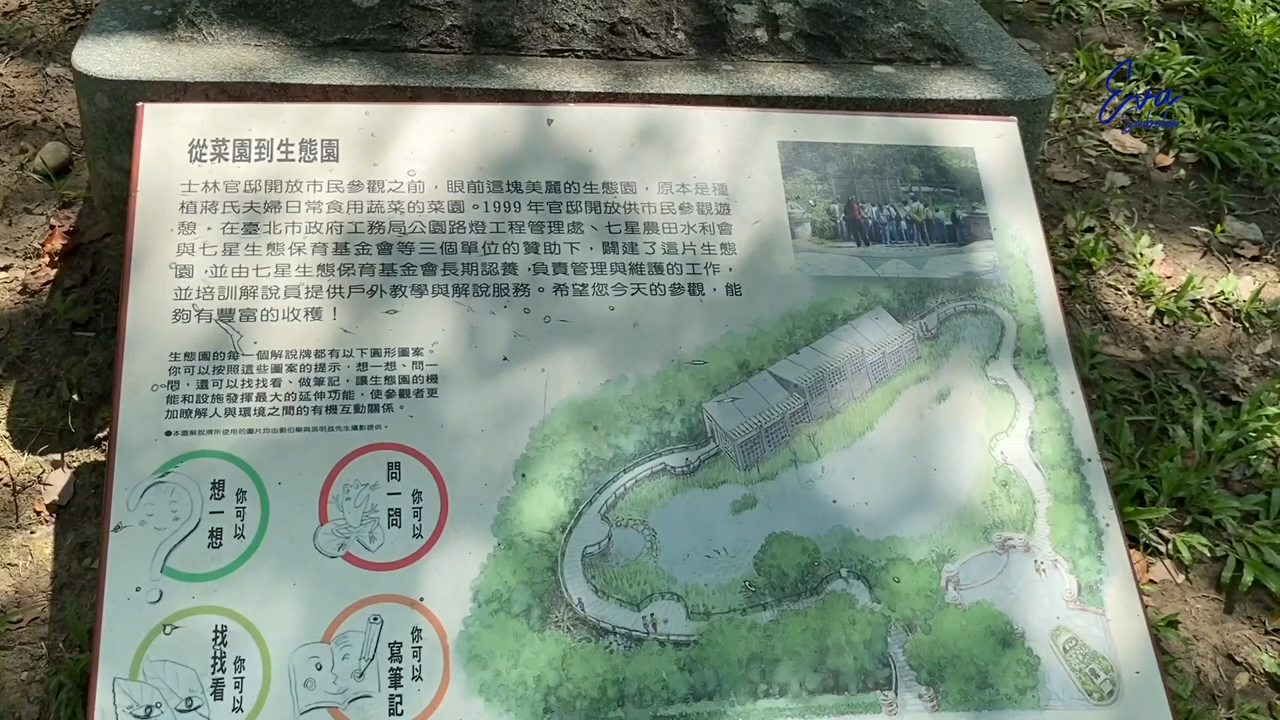 Eva
從菜園到生態園
士林官邸開放市民參觀之前，眼前這塊美麗的生態園，原本是種
植蔣氏夫婦日常食用蔬菜的菜園。1999年官邸開放供市民參觀遊
憩，在臺北市政府工務局公園路燈工程管理處、七星農田水利會
與七星生態保育基金會等三個單位的贊助下，闢建了這片生態
園，並由七星生態保育基金會長期認養，負責管理與維護的工作，
並培訓解說員提供戶外教學與解說服務。希望您今天的參觀，能
夠有豐富的收穫！
生態園的每一個解說牌都有以下圓形圖案。
你可以按照這些圖案的提示，想一想、問一
問，還可以找找看、做筆記，讓生態園的機
能和設施發揮最大的延伸功能，使參觀者更
加瞭解人與環境之間的有機互動關係。
你可以
想一想
你可以
問一問
你可以
找找看
你可以
寫筆記